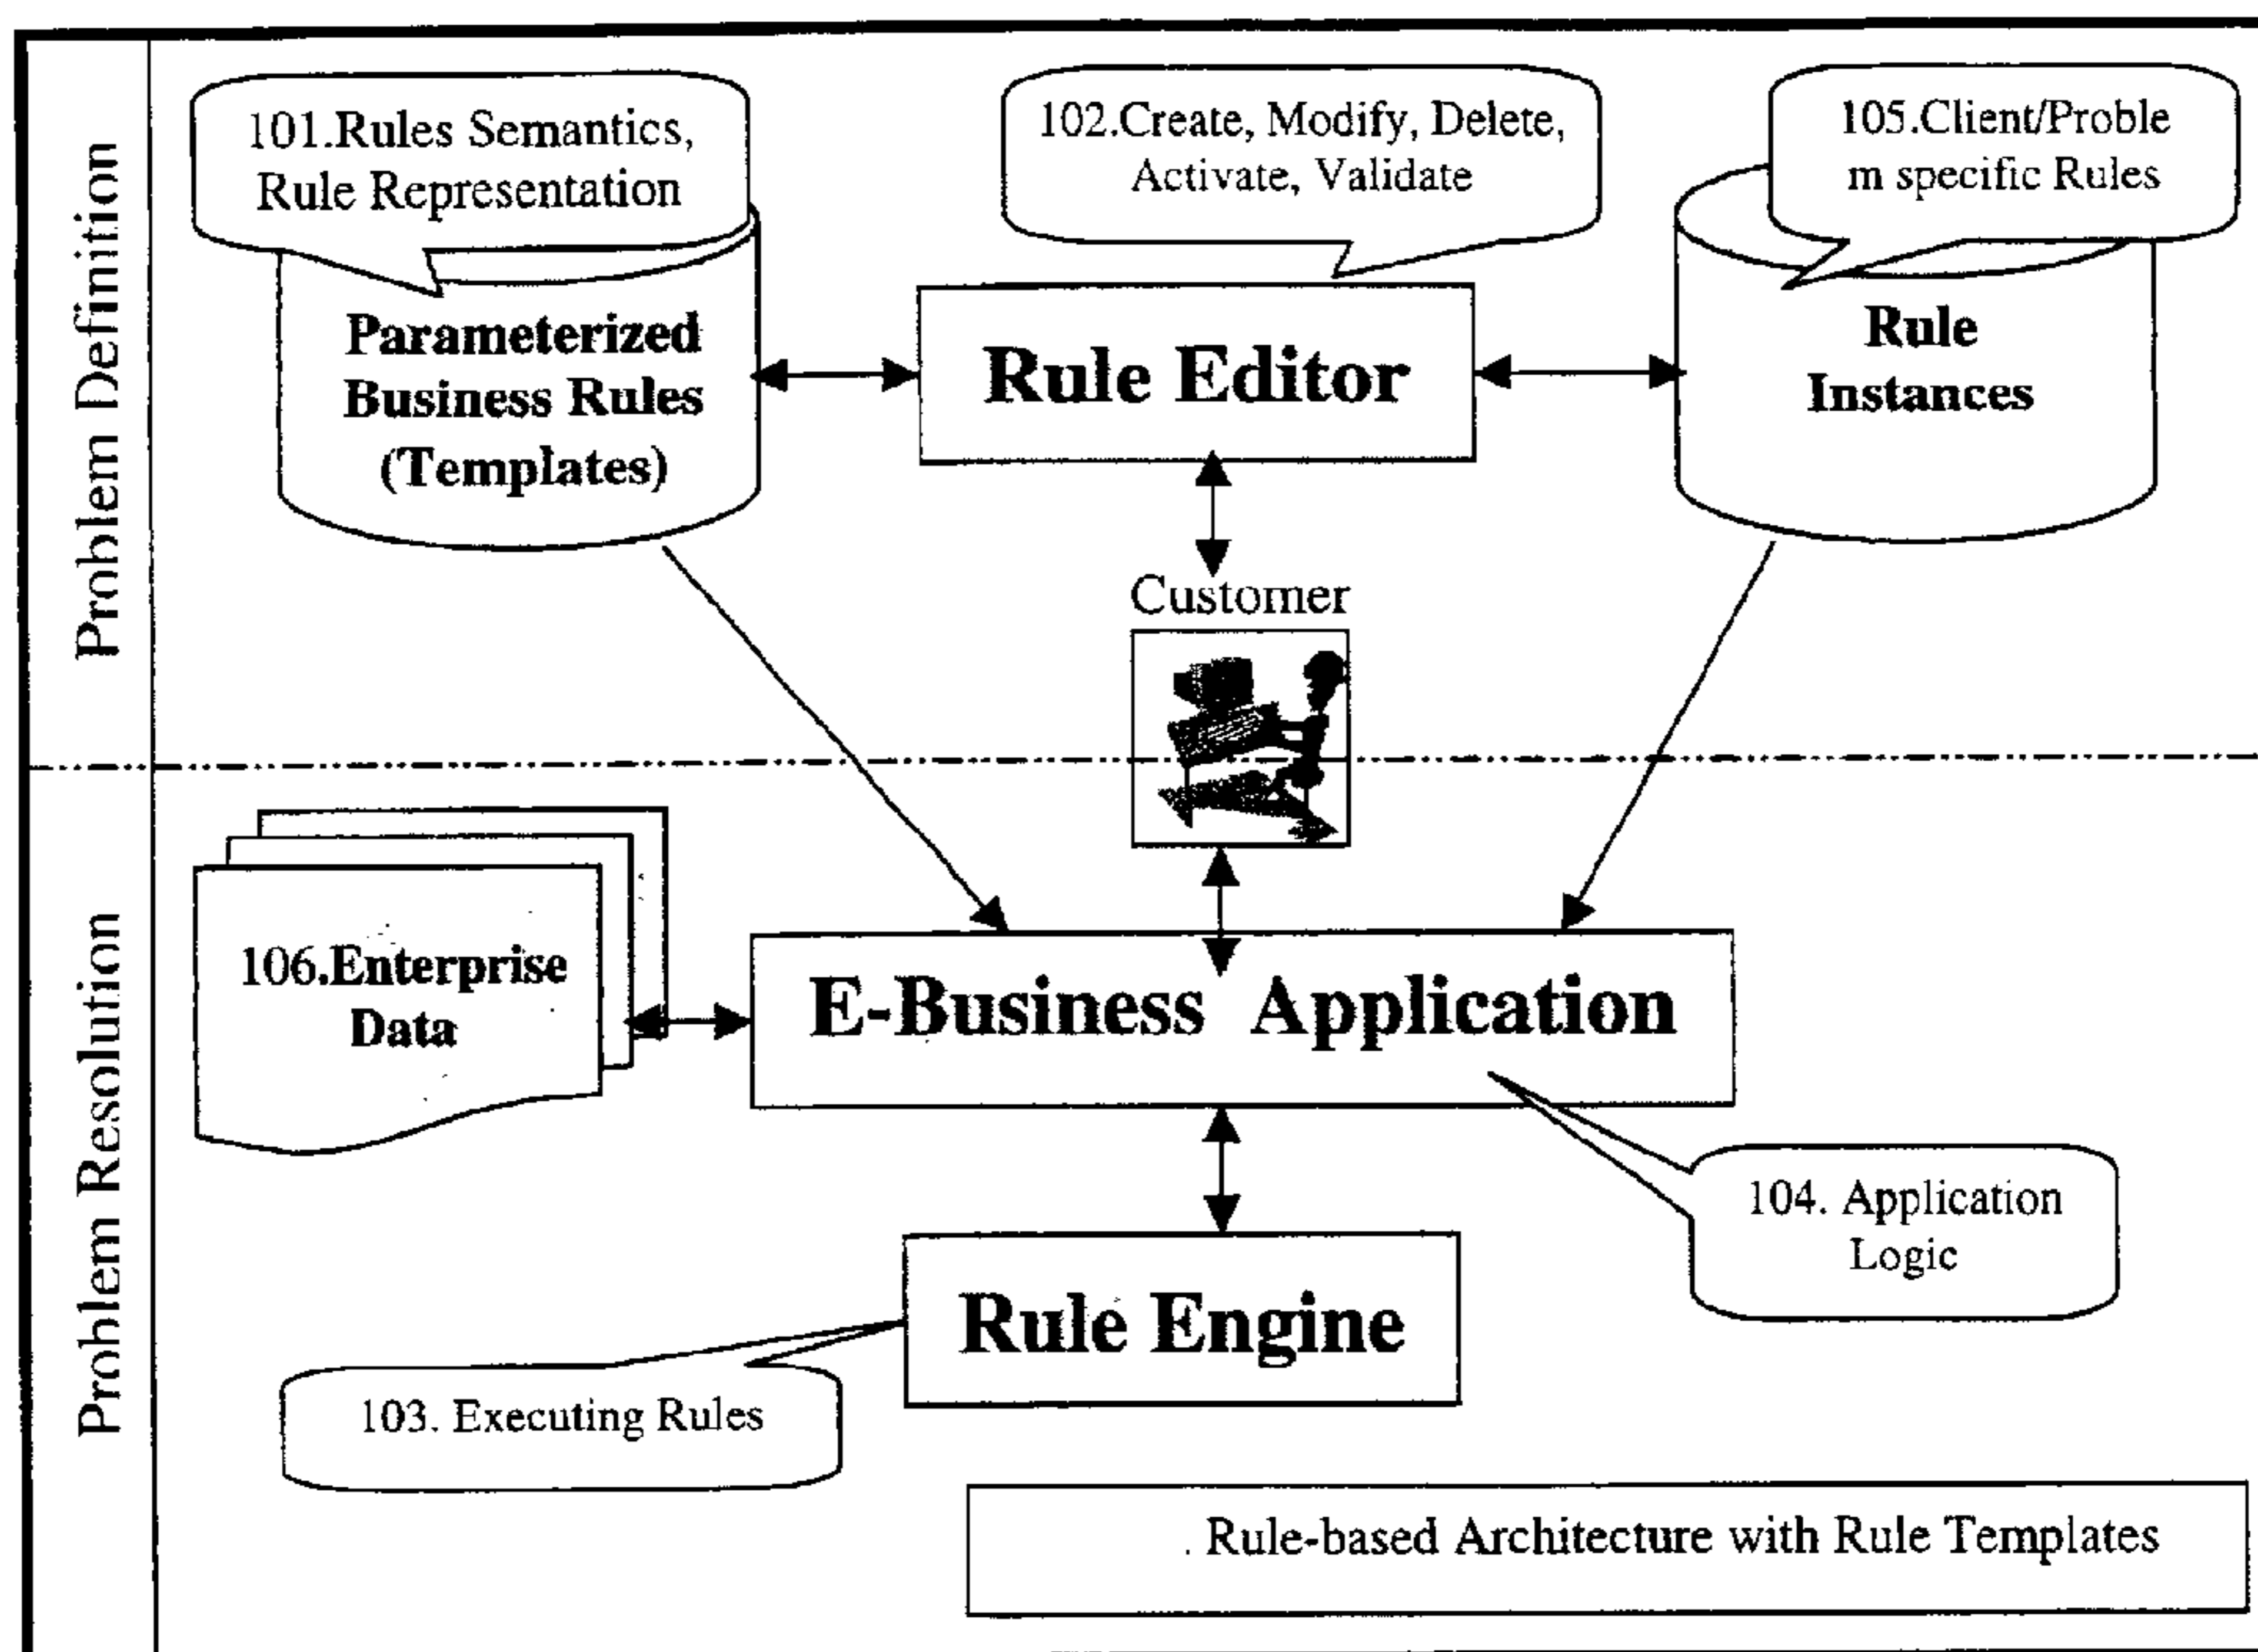 Problem Definition
101.Rules Semantics,
Rule Representation
102.Create, Modify, Delete,
Activate, Validate
105.Client/Proble
m specific Rules
Parameterized
Business Rules
(Templates)
Rule Editor
Rule
Instances
Customer
Problem Resolution
106.Enterprise
Data
E-Business Application
104. Application
Logic
Rule Engine
103. Executing Rules
. Rule-based Architecture with Rule Templates